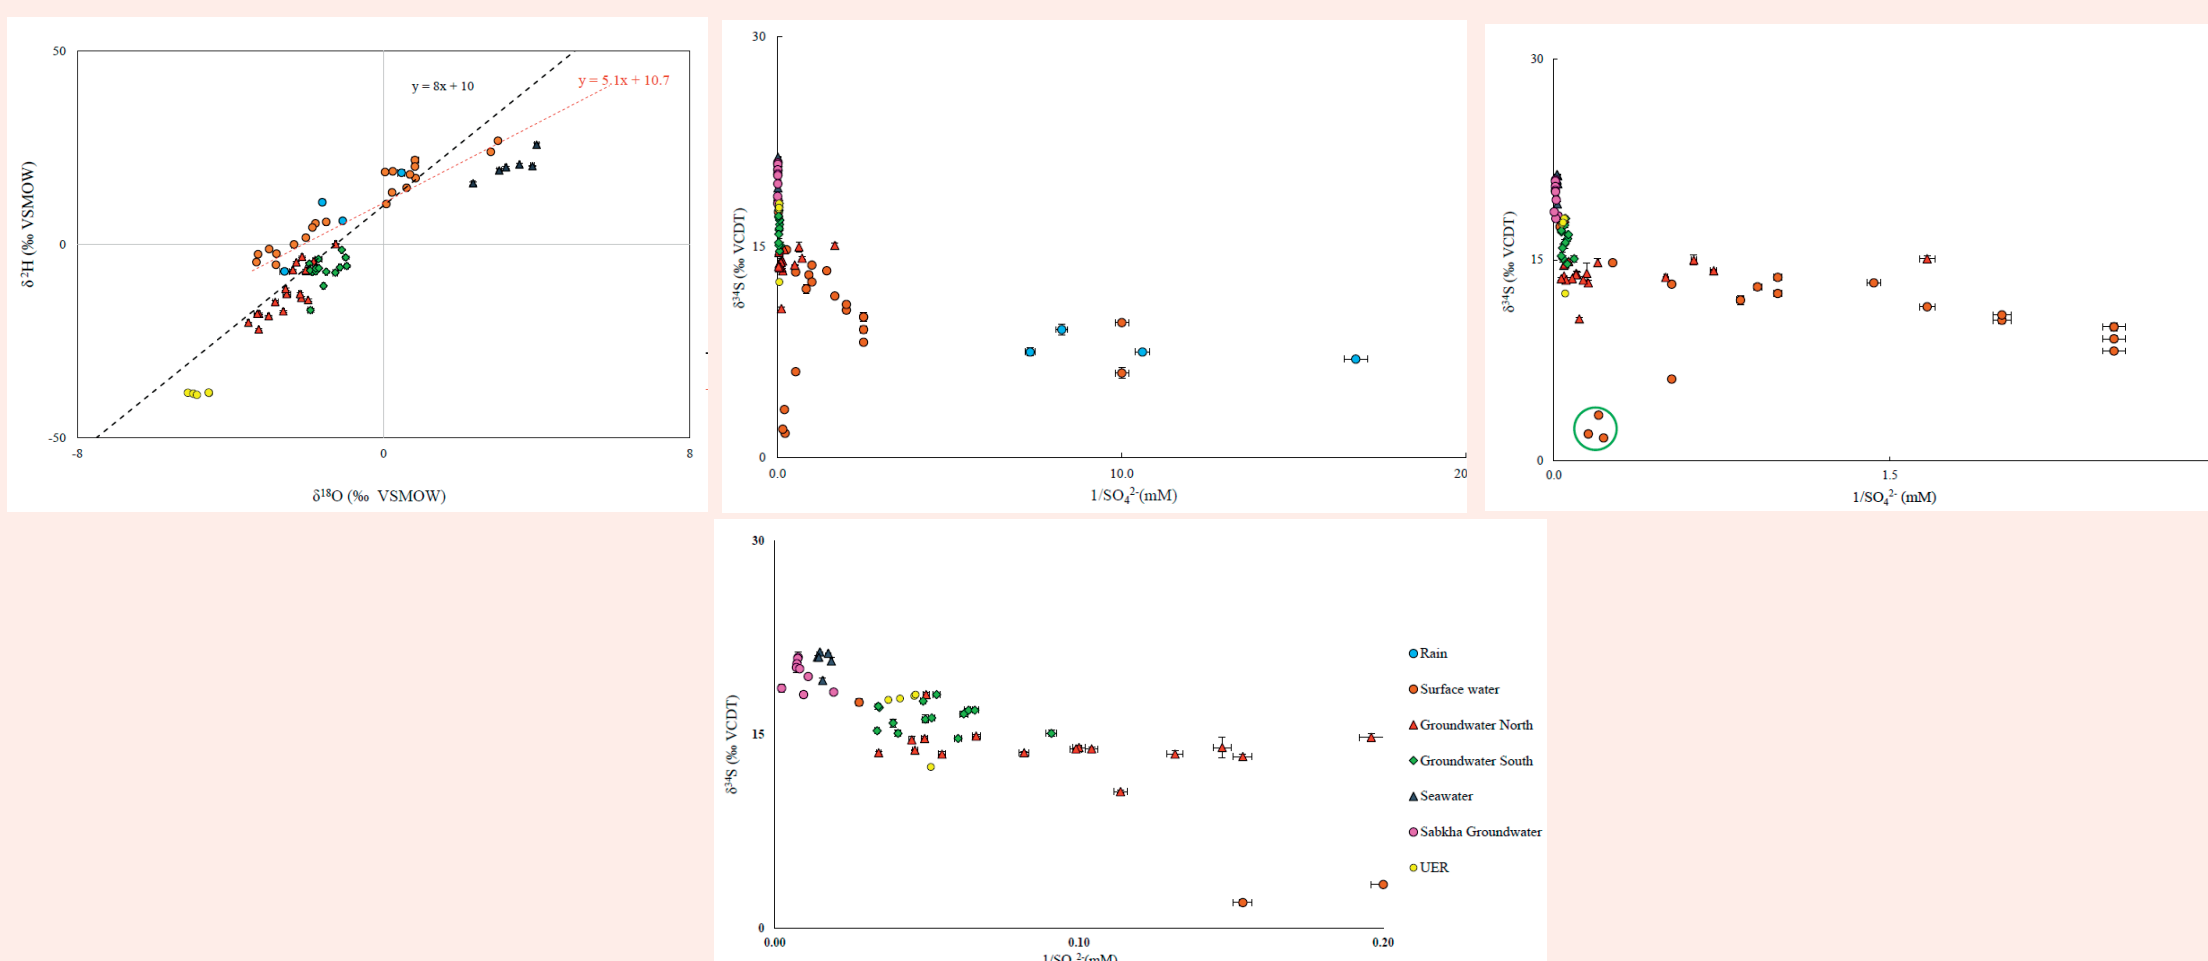 50
0
-50
-8
0
8
y = 8x + 10
y = 5.1x + 10.7
δ²H (‰ VSMOW)
δ¹⁸O (‰ VSMOW)
30
15
0
0.0
10.0
20
δ³⁴S (‰ VCDT)
1/SO₄²⁻(mM)
30
15
0
0.0
1.5
δ³⁴S (‰ VCDT)
1/SO₄²⁻ (mM)
30
15
0
0.00
0.10
0.20
δ³⁴S (‰ VCDT)
1/SO₄²⁻(mM)
Rain
Surface water
Groundwater North
Groundwater South
Seawater
Sabkha Groundwater
UER